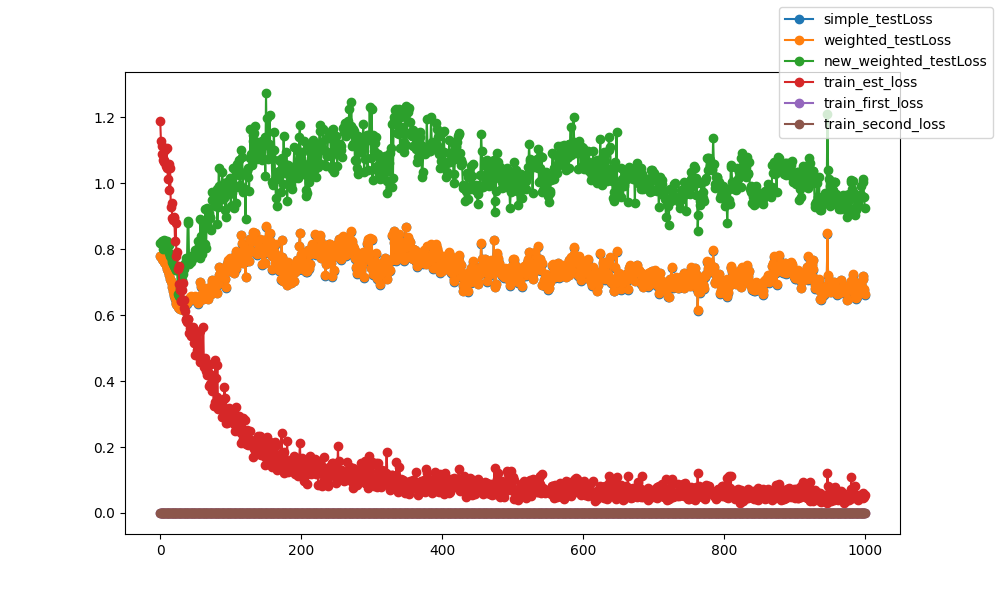 simple_testLoss
weighted_testLoss
new_weighted_testLoss
train_est_loss
train_first_loss
train_second_loss
1.2
1.0
0.8
0.6
0.4
0.2
0.0
0 200 400 600 800 1000